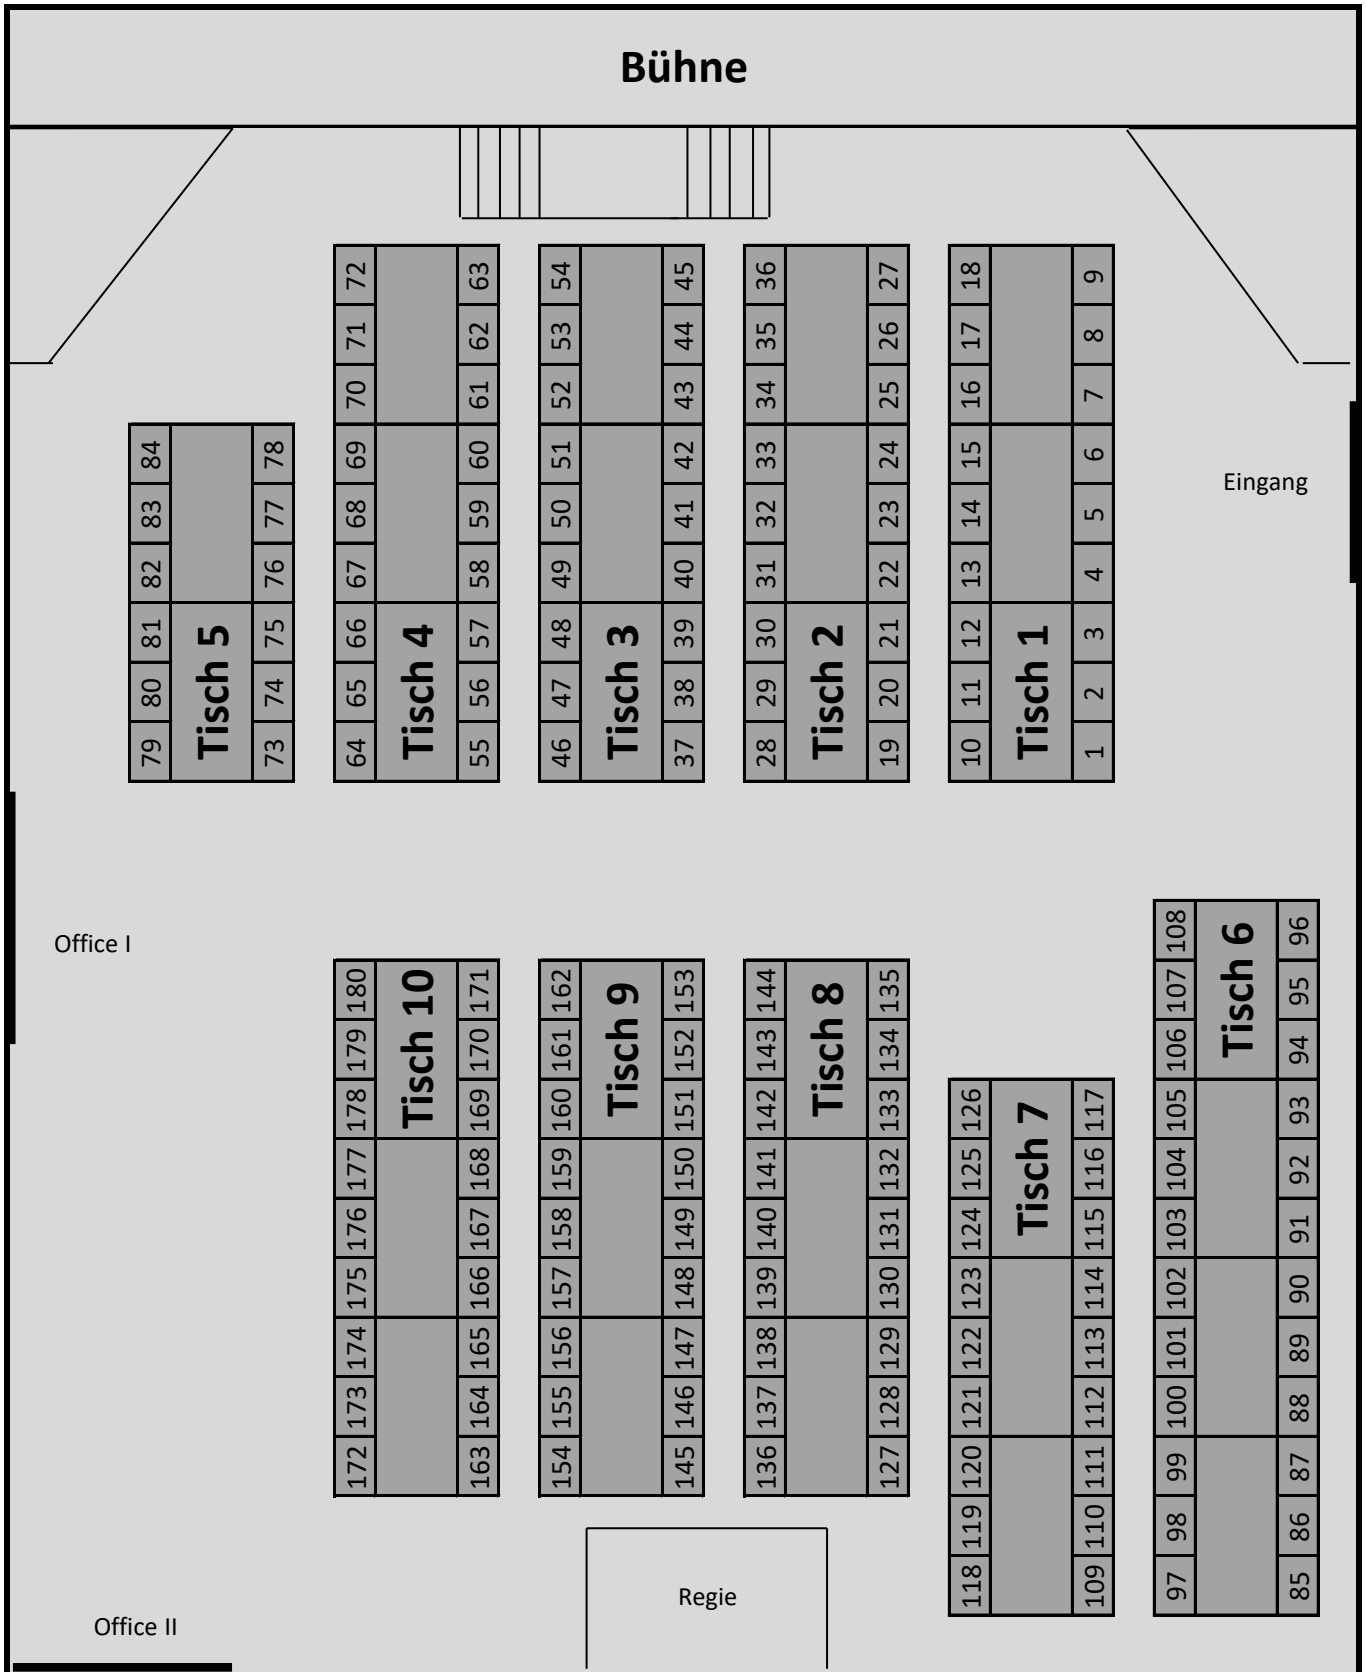 Bühne
72 63 54 45 36 27 18 9
71 62 53 44 35 26 17 8
70 61 52 43 34 25 16 7
84 78 69 60 51 42 33 24 15 6
Eingang
83 77 68 59 50 41 32 23 14 5
82 76 67 58 49 40 31 22 13 4
81 75 66 57 48 39 30 21 12 3
Tisch 5 Tisch 4 Tisch 3 Tisch 2 Tisch 1
80 74 65 56 47 38 29 20 11 2
79 73 64 55 46 37 28 19 10 1
Office I
108 96
180 171 162 153 144 135 107 95
Tisch 10 Tisch 9 Tisch 8 Tisch 6
179 170 161 152 143 134 106 94
178 169 160 151 142 133 126 117 105 93
177 168 159 150 141 132 125 116 104 92
Tisch 7
176 167 158 149 140 131 124 115 103 91
175 166 157 148 139 130 123 114 102 90
174 165 156 147 138 129 122 113 101 89
173 164 155 146 137 128 121 112 100 88
172 163 154 145 136 127 120 111 99 87
119 110 98 86
118 109 97 85
Regie
Office II